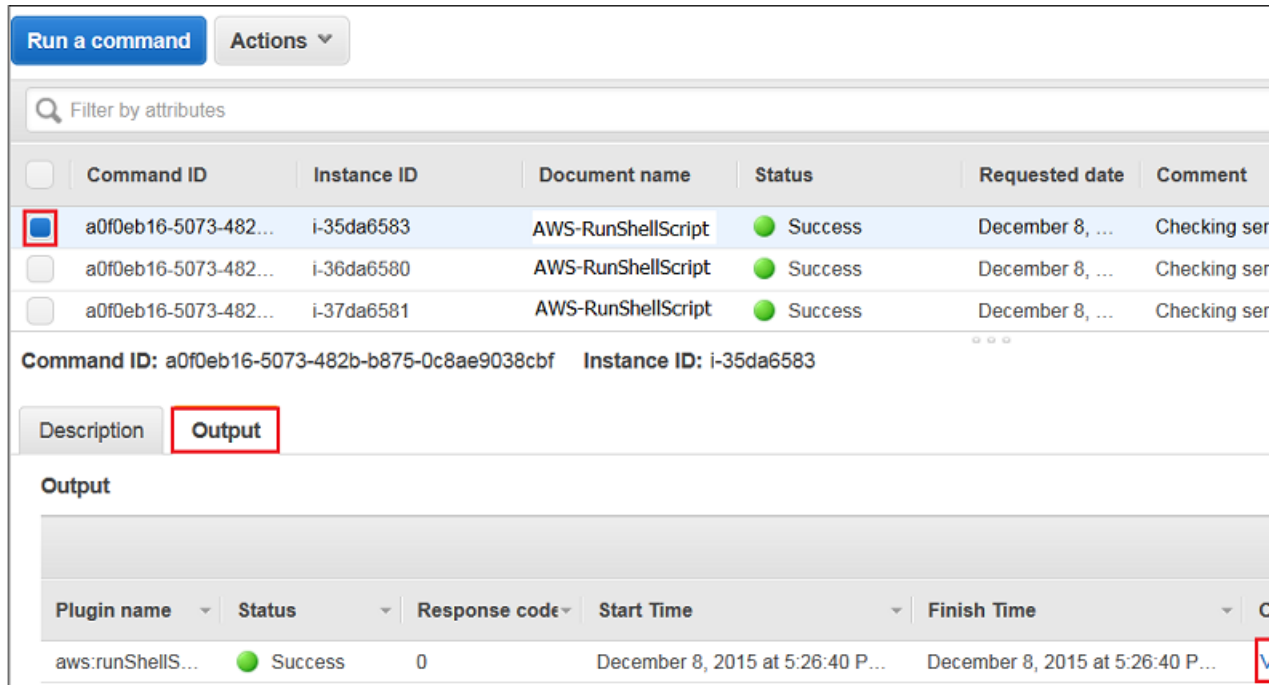 Run a command Actions
Filter by attributes
Command ID Instance ID Document name Status Requested date Comment
a0f0eb16-5073-482... i-35da6583 AWS-RunShellScript Success December 8, ... Checking ser
a0f0eb16-5073-482... i-36da6580 AWS-RunShellScript Success December 8, ... Checking ser
a0f0eb16-5073-482... i-37da6581 AWS-RunShellScript Success December 8, ... Checking ser
Command ID: a0f0eb16-5073-482b-b875-0c8ae9038cbf Instance ID: i-35da6583
Description Output
Output
Plugin name Status Response code Start Time Finish Time
aws:runShellS... Success 0 December 8, 2015 at 5:26:40 P... December 8, 2015 at 5:26:40 P...